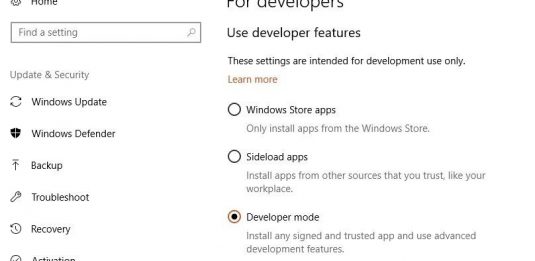 Home
Find a setting
Update & Security
Windows Update
Windows Defender
Backup
Troubleshoot
Recovery
Activation
For developers
Use developer features
These settings are intended for development use only.
Learn more
Windows Store apps
Only install apps from the Windows Store.
Sideload apps
Install apps from other sources that you trust, like your
workplace.
Developer mode
Install any signed and trusted app and use advanced
development features.